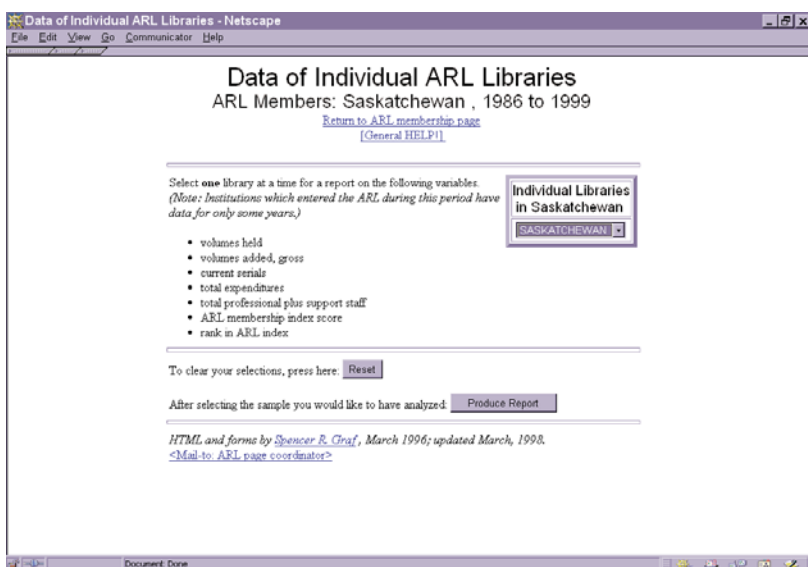 Data of Individual ARL Libraries - Netscape
File Edit View Go Communicator Help
Data of Individual ARL Libraries
ARL Members: Saskatchewan , 1986 to 1999
Return to ARL membership page
[General HELP!]
Select one library at a time for a report on the following variables.
(Note: Institutions which entered the ARL during this period have
data for only some years.)
Individual Libraries
in Saskatchewan
SASKATCHEWAN
• volumes held
• volumes added, gross
• current serials
• total expenditures
• total professional plus support staff
• ARL membership index score
• rank in ARL index
To clear your selections, press here: Reset
After selecting the sample you would like to have analyzed: Produce Report
HTML and forms by Spencer R. Graf, March 1996; updated March, 1998.
<Mail-to: ARL page coordinator>
Document: Done